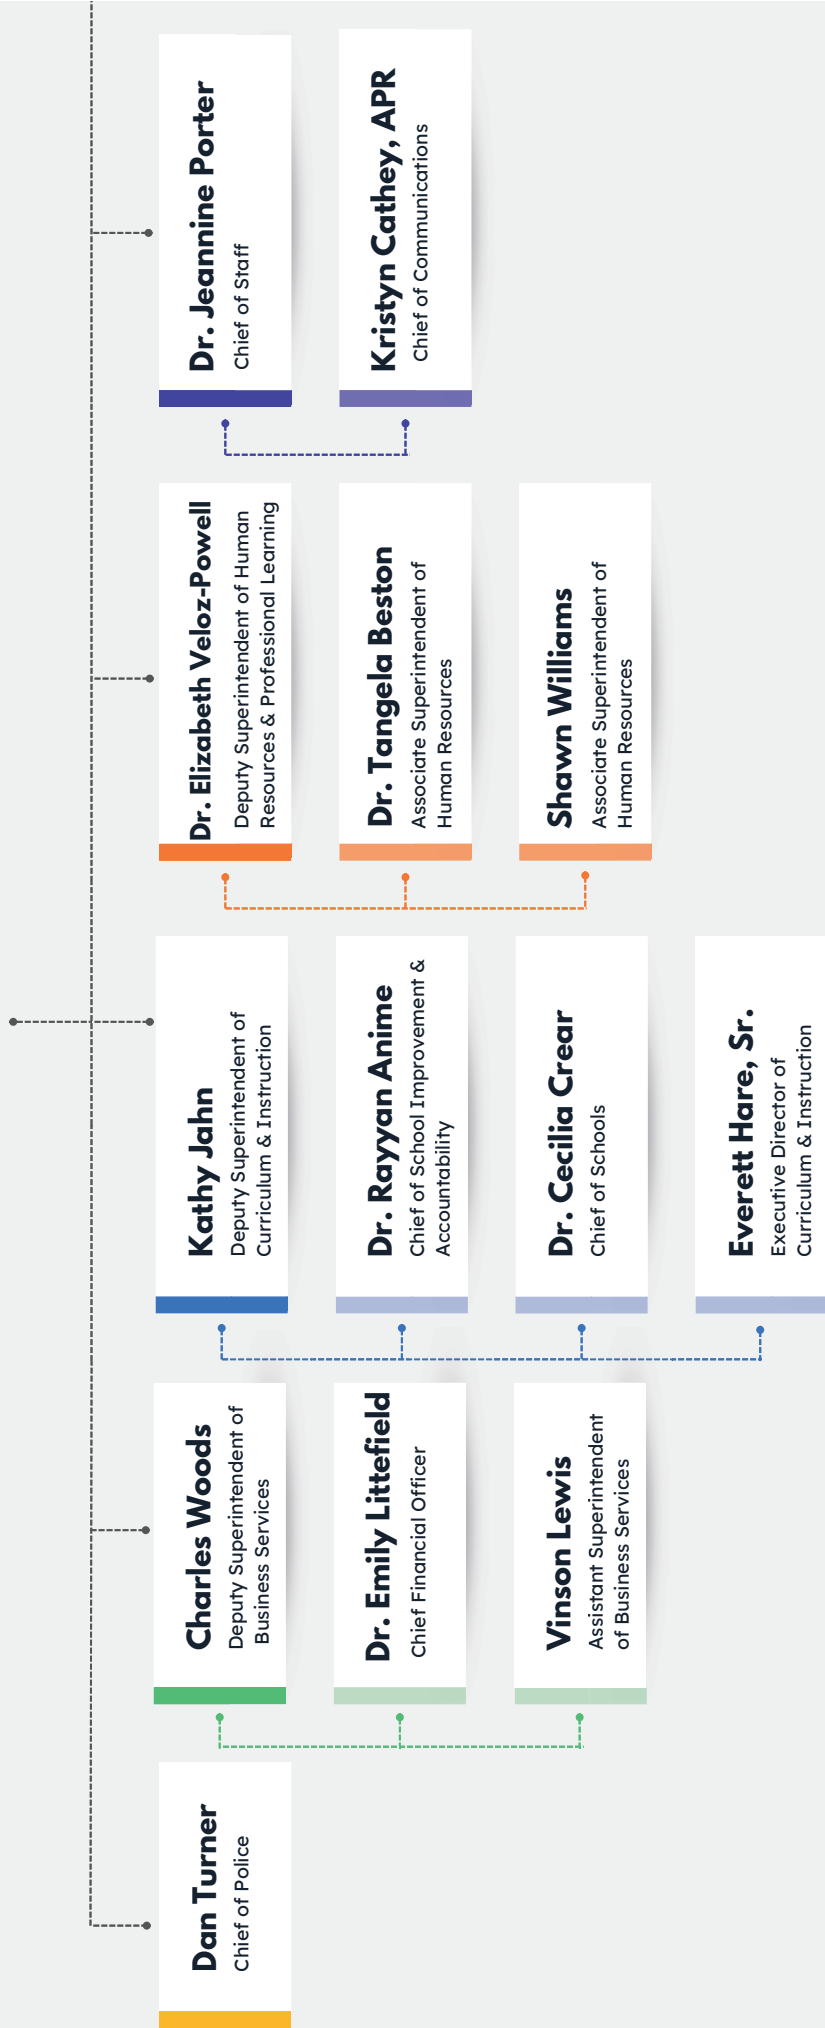 Dan Turner
Chief of Police
Charles Woods
Deputy Superintendent of
Business Services
Dr. Emily Littefield
Chief Financial Officer
Vinson Lewis
Assistant Superintendent
of Business Services
Kathy Jahn
Deputy Superintendent of
Curriculum & Instruction
Dr. Rayyan Anime
Chief of School Improvement &
Accountability
Dr. Cecilia Crear
Chief of Schools
Everett Hare, Sr.
Executive Director of
Curriculum & Instruction
Dr. Elizabeth Veloz-Powell
Deputy Superintendent of Human
Resources & Professional Learning
Dr. Tangela Beston
Associate Superintendent of
Human Resources
Shawn Williams
Associate Superintendent of
Human Resources
Dr. Jeannine Porter
Chief of Staff
Kristyn Cathey, APR
Chief of Communications